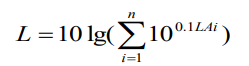 L = 10 lg(∑_{i=1}^{n} 10^{0.1LAi})